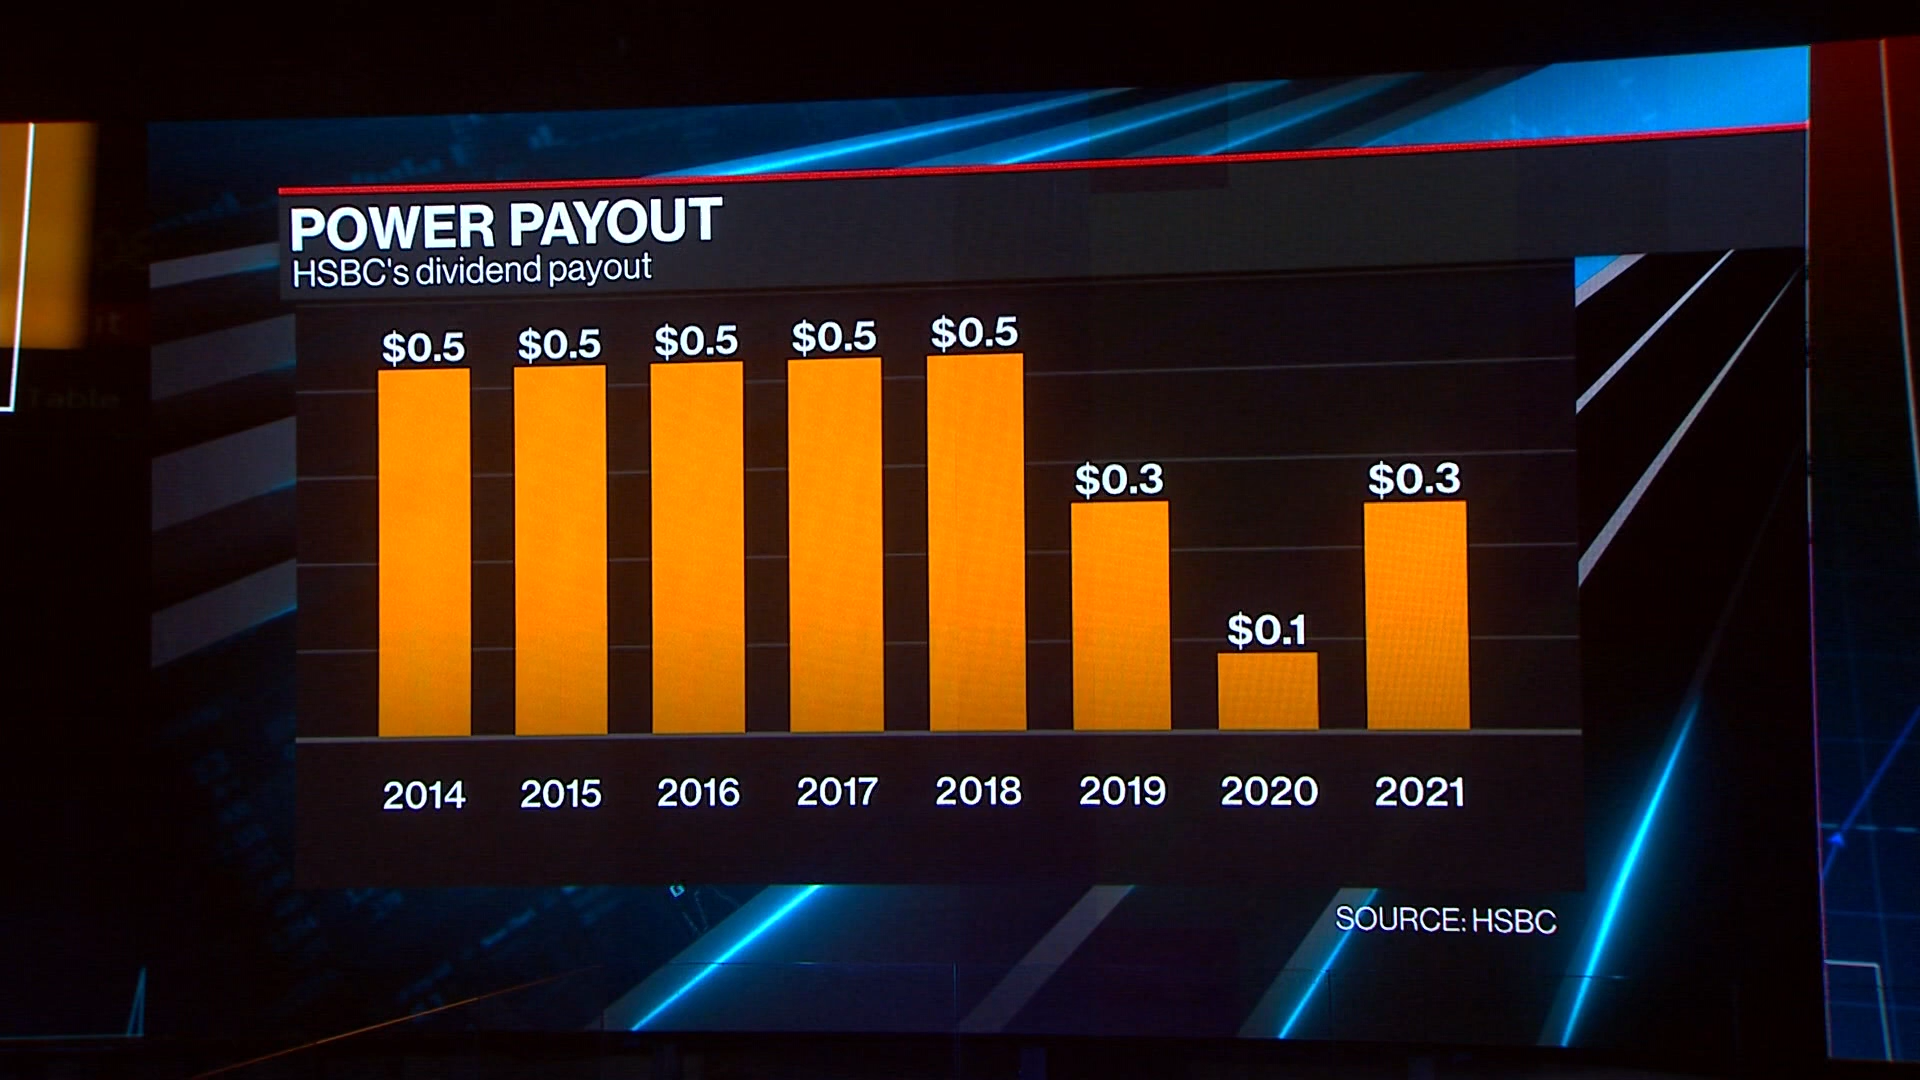 POWER PAYOUT
HSBC's dividend payout
$0.5 $0.5 $0.5 $0.5 $0.5 $0.3 $0.1 $0.3
2014 2015 2016 2017 2018 2019 2020 2021
SOURCE: HSBC
Table